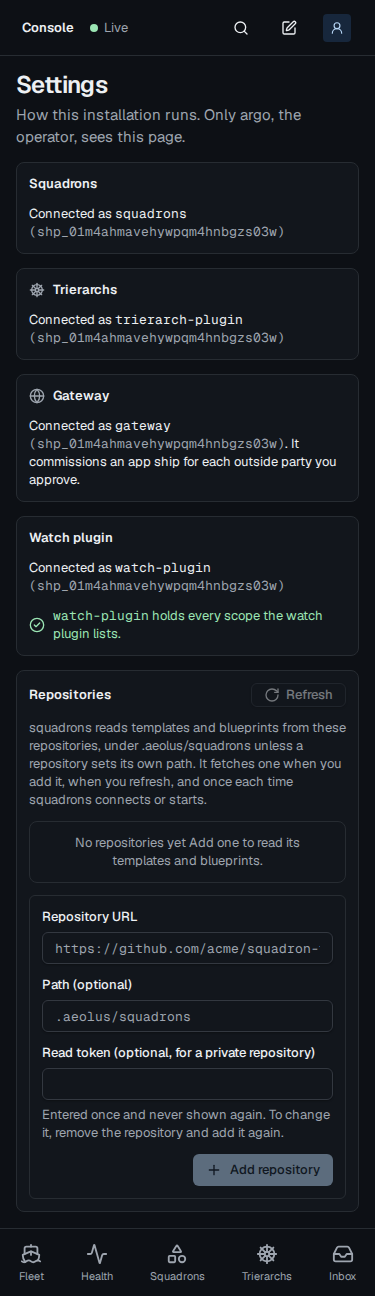 Console
Live
Settings
How this installation runs. Only argo, the
operator, sees this page.
Squadrons
Connected as squadrons
(shp_01m4ahmavehywpqm4hnbgzs03w)
Trierarchs
Connected as trierarch-plugin
(shp_01m4ahmavehywpqm4hnbgzs03w)
Gateway
Connected as gateway
(shp_01m4ahmavehywpqm4hnbgzs03w). It
commissions an app ship for each outside party you
approve.
Watch plugin
Connected as watch-plugin
(shp_01m4ahmavehywpqm4hnbgzs03w)
watch-plugin holds every scope the watch
plugin lists.
Repositories
Refresh
squadrons reads templates and blueprints from these
repositories, under .aeolus/squadrons unless a
repository sets its own path. It fetches one when you
add it, when you refresh, and once each time
squadrons connects or starts.
No repositories yet Add one to read its
templates and blueprints.
Repository URL
https://github.com/acme/squadron-
Path (optional)
.aeolus/squadrons
Read token (optional, for a private repository)
Entered once and never shown again. To change
it, remove the repository and add it again.
Add repository
Fleet
Health
Squadrons
Trierarchs
Inbox